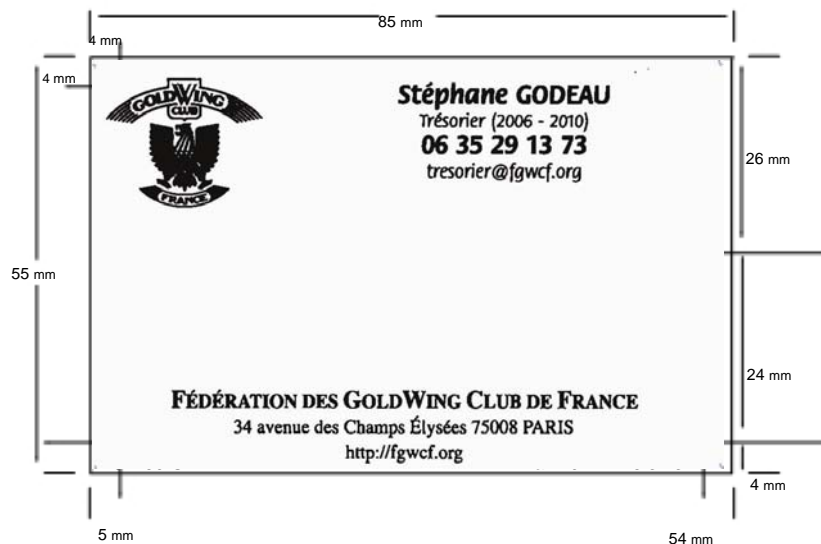 85 mm
4 mm
4 mm
GOLDWING
CLUB
FRANCE
Stéphane GODEAU
Trésorier (2006 - 2010)
06 35 29 13 73
tresorier@fgwcf.org
26 mm
55 mm
24 mm
FÉDÉRATION DES GOLDWING CLUB DE FRANCE
34 avenue des Champs Élysées 75008 PARIS
http://fgwcf.org
4 mm
5 mm
54 mm